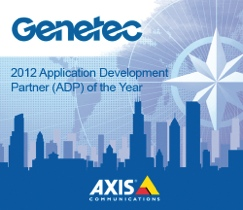 Genetec
2012 Application Development
Partner (ADP) of the Year
AXIS
COMMUNICATIONS